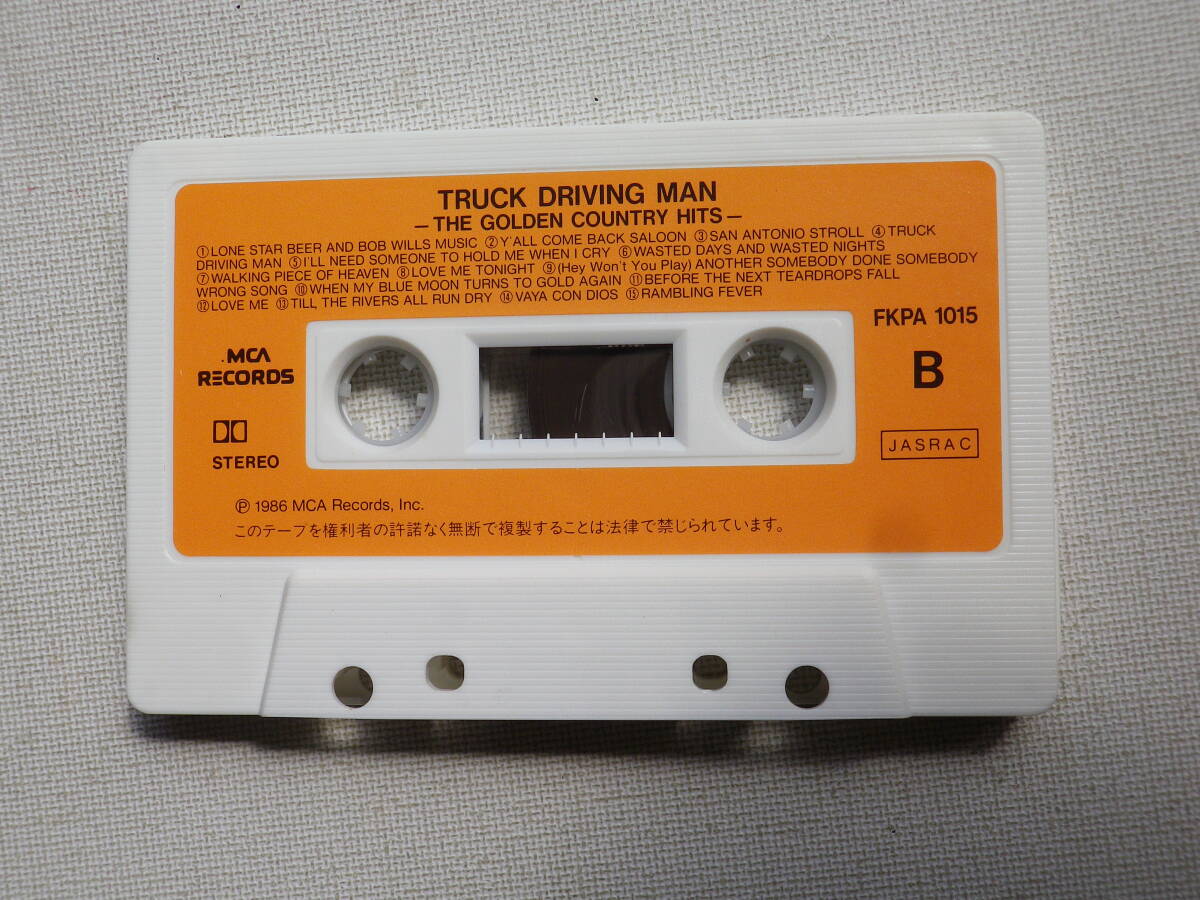 TRUCK DRIVING MAN
—THE GOLDEN COUNTRY HITS—
①LONE STAR BEER AND BOB WILLS MUSIC ②Y'ALL COME BACK SALOON ③SAN ANTONIO STROLL ④TRUCK
DRIVING MAN ⑤I'LL NEED SOMEONE TO HOLD ME WHEN I CRY ⑥WASTED DAYS AND WASTED NIGHTS
⑦WALKING PIECE OF HEAVEN ⑧LOVE ME TONIGHT ⑨(Hey Won't You Play) ANOTHER SOMEBODY DONE SOMEBODY
WRONG SONG ⑩WHEN MY BLUE MOON TURNS TO GOLD AGAIN ⑪BEFORE THE NEXT TEARDROPS FALL
⑫LOVE ME ⑬TILL THE RIVERS ALL RUN DRY ⑭VAYA CON DIOS ⑮RAMBLING FEVER
FKPA 1015
MCA
RECORDS
B
STEREO
JASRAC
Ⓟ 1986 MCA Records, Inc.
このテープを権利者の許諾なく無断で複製することは法律で禁じられています。